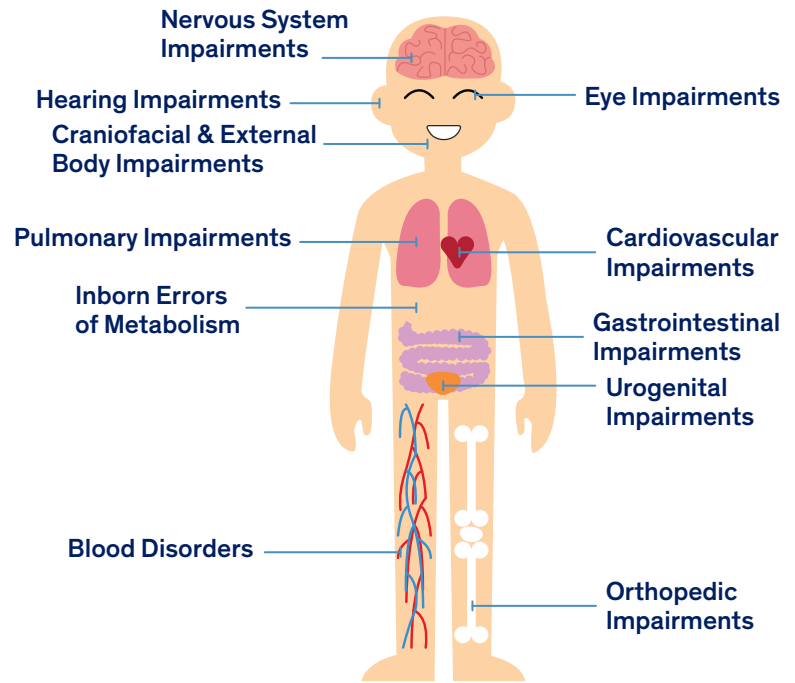 Nervous System
Impairments
Hearing Impairments
Eye Impairments
Craniofacial & External
Body Impairments
Pulmonary Impairments
Cardiovascular
Impairments
Inborn Errors
of Metabolism
Gastrointestinal
Impairments
Urogenital
Impairments
Blood Disorders
Orthopedic
Impairments